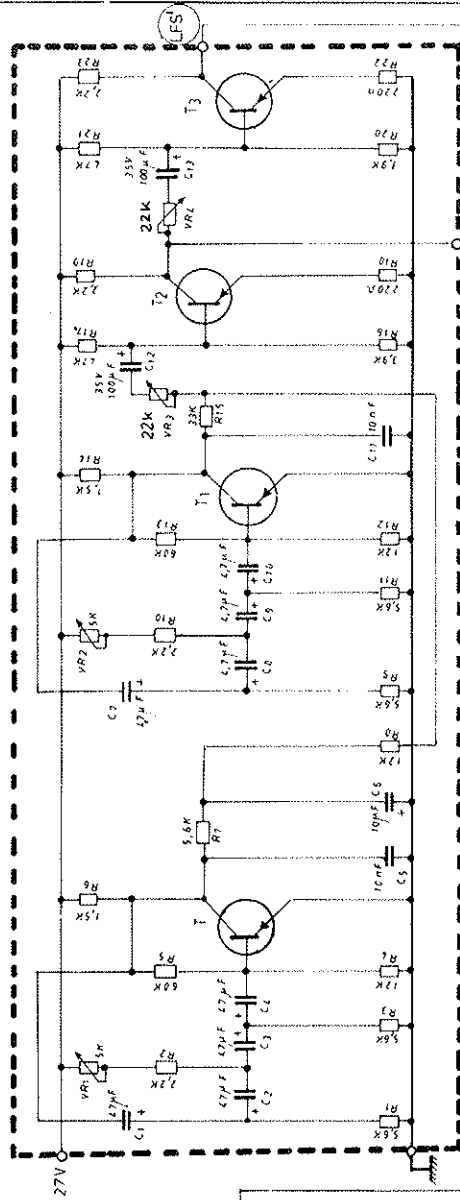 27V
VR1
5K
4,7µF
C1
R2
2,2K
47µF
C2
47µF
C3
47µF
C4
R1
5,6K
R3
5,6K
R4
12K
R5
60K
R6
1,5K
T
5,6K
R7
10nF
C5
10µF
C6
12K
C7
4,7µF
VR2
5K
R10
2,2K
4,7µF
C8
4,7µF
C9
4,7µF
C10
R5
5,6K
R11
5,6K
R12
12K
R13
60K
R14
1,5K
T1
33K
R15
C11
10nF
22K
VR3
35V
100µF
C12
R17
47K
R16
3,9K
R19
2,2K
T2
220Ω
22K
VR4
35V
100µF
C13
R21
47K
R20
3,9K
R23
2,2K
T3
R22
220Ω
LFS'